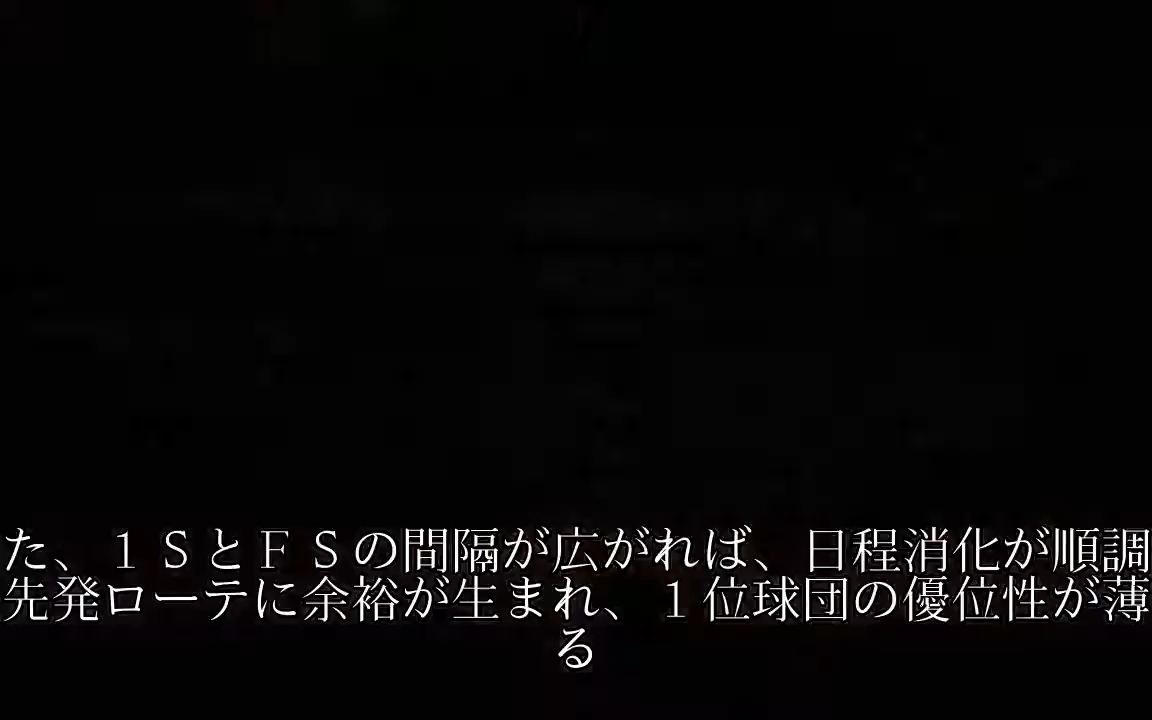 た、１ＳとＦＳの間隔が広がれば、日程消化が順調
先発ローテに余裕が生まれ、１位球団の優位性が薄
る